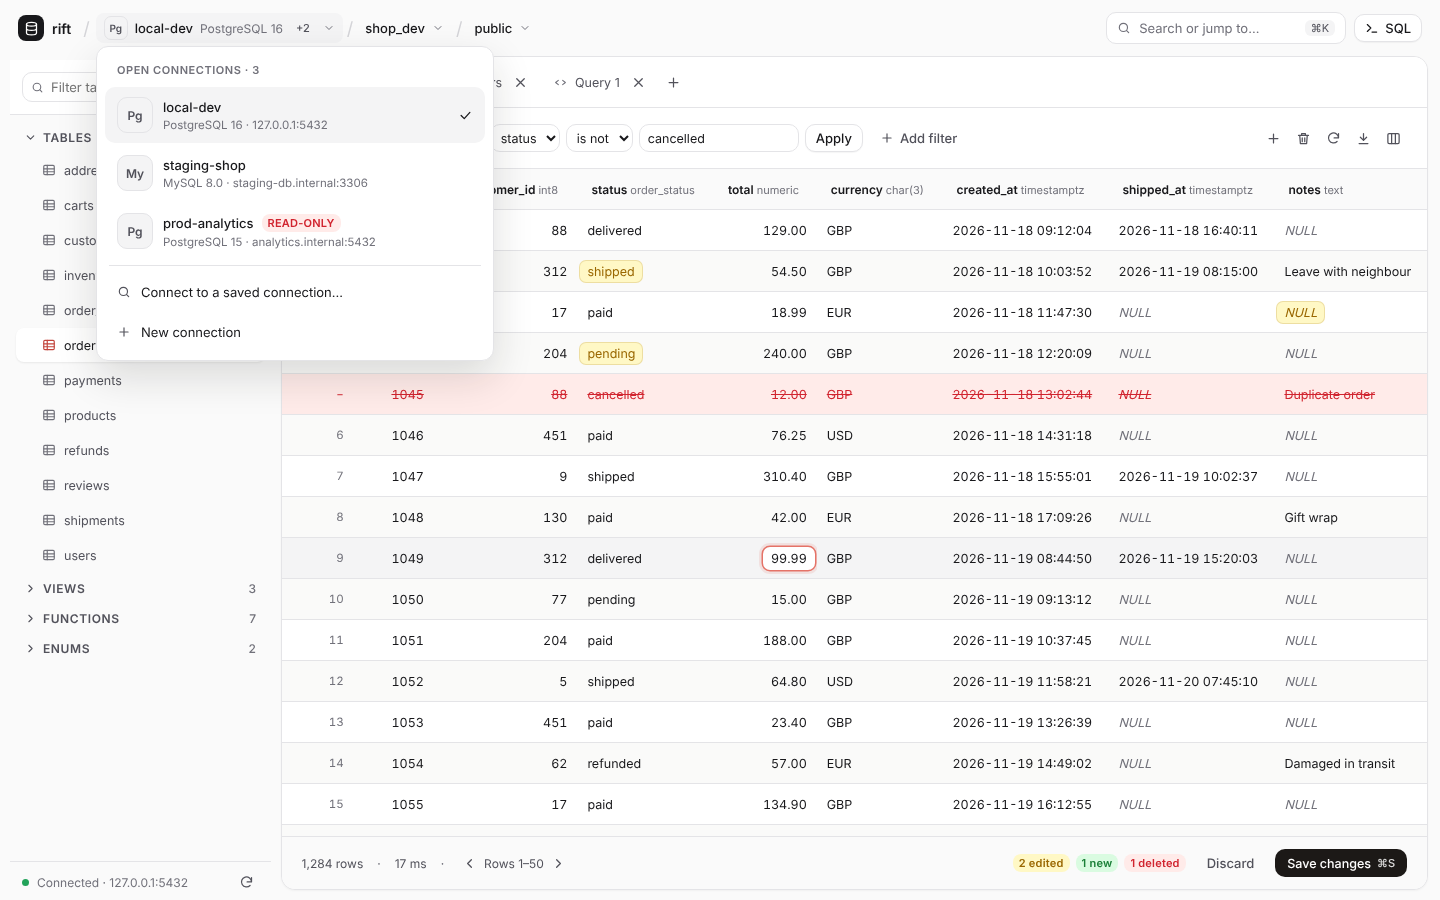 rift / Pg local-dev PostgreSQL 16 +2 / shop_dev / public
Search or jump to... ⌘K
SQL
OPEN CONNECTIONS · 3
Pg local-dev
PostgreSQL 16 · 127.0.0.1:5432
My staging-shop
MySQL 8.0 · staging-db.internal:3306
Pg prod-analytics READ-ONLY
PostgreSQL 15 · analytics.internal:5432
Connect to a saved connection...
New connection
Filter ta
TABLES
addre
carts
custo
inven
order
order
payments
products
refunds
reviews
shipments
users
VIEWS 3
FUNCTIONS 7
ENUMS 2
Connected · 127.0.0.1:5432
rs
Query 1
status is not cancelled Apply Add filter
omer_id int8 status order_status total numeric currency char(3) created_at timestamptz shipped_at timestamptz notes text
88 delivered 129.00 GBP 2026-11-18 09:12:04 2026-11-18 16:40:11 NULL
312 shipped 54.50 GBP 2026-11-18 10:03:52 2026-11-19 08:15:00 Leave with neighbour
17 paid 18.99 EUR 2026-11-18 11:47:30 NULL NULL
204 pending 240.00 GBP 2026-11-18 12:20:09 NULL NULL
− 1045 88 cancelled 12.00 GBP 2026-11-18 13:02:44 NULL Duplicate order
6 1046 451 paid 76.25 USD 2026-11-18 14:31:18 NULL NULL
7 1047 9 shipped 310.40 GBP 2026-11-18 15:55:01 2026-11-19 10:02:37 NULL
8 1048 130 paid 42.00 EUR 2026-11-18 17:09:26 NULL Gift wrap
9 1049 312 delivered 99.99 GBP 2026-11-19 08:44:50 2026-11-19 15:20:03 NULL
10 1050 77 pending 15.00 GBP 2026-11-19 09:13:12 NULL NULL
11 1051 204 paid 188.00 GBP 2026-11-19 10:37:45 NULL NULL
12 1052 5 shipped 64.80 USD 2026-11-19 11:58:21 2026-11-20 07:45:10 NULL
13 1053 451 paid 23.40 GBP 2026-11-19 13:26:39 NULL NULL
14 1054 62 refunded 57.00 EUR 2026-11-19 14:49:02 NULL Damaged in transit
15 1055 17 paid 134.90 GBP 2026-11-19 16:12:55 NULL NULL
1,284 rows · 17 ms · Rows 1–50
2 edited 1 new 1 deleted Discard Save changes ⌘S